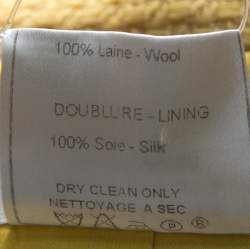 100% Laine - Wool
DOUBLURE - LINING
100% Soie - Silk
DRY CLEAN ONLY
NETTOYAGE A SEC
P B